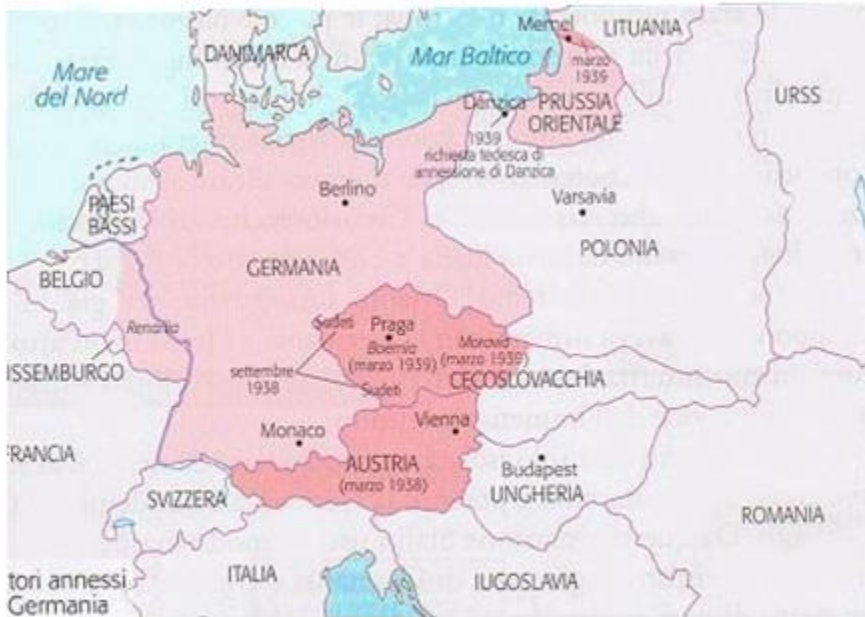 DANIMARCA
Mare
del Nord
Mar Baltico
Memel
marzo
1939
LITUANIA
URSS
Danzica
PRUSSIA
ORIENTALE
1939
richiesta tedesca di
annessione di Danzica
PAESI
BASSI
Berlino
Varsavia
POLONIA
BELGIO
GERMANIA
Renania
Sudeti
Praga
Boemia
(marzo 1939)
Moravia
(marzo 1939)
settembre
1938
Sudeti
CECOSLOVACCHIA
USSEMBURGO
FRANCIA
Monaco
Vienna
AUSTRIA
(marzo 1938)
Budapest
UNGHERIA
SVIZZERA
ROMANIA
ITALIA
IUGOSLAVIA
tori annessi
Germania